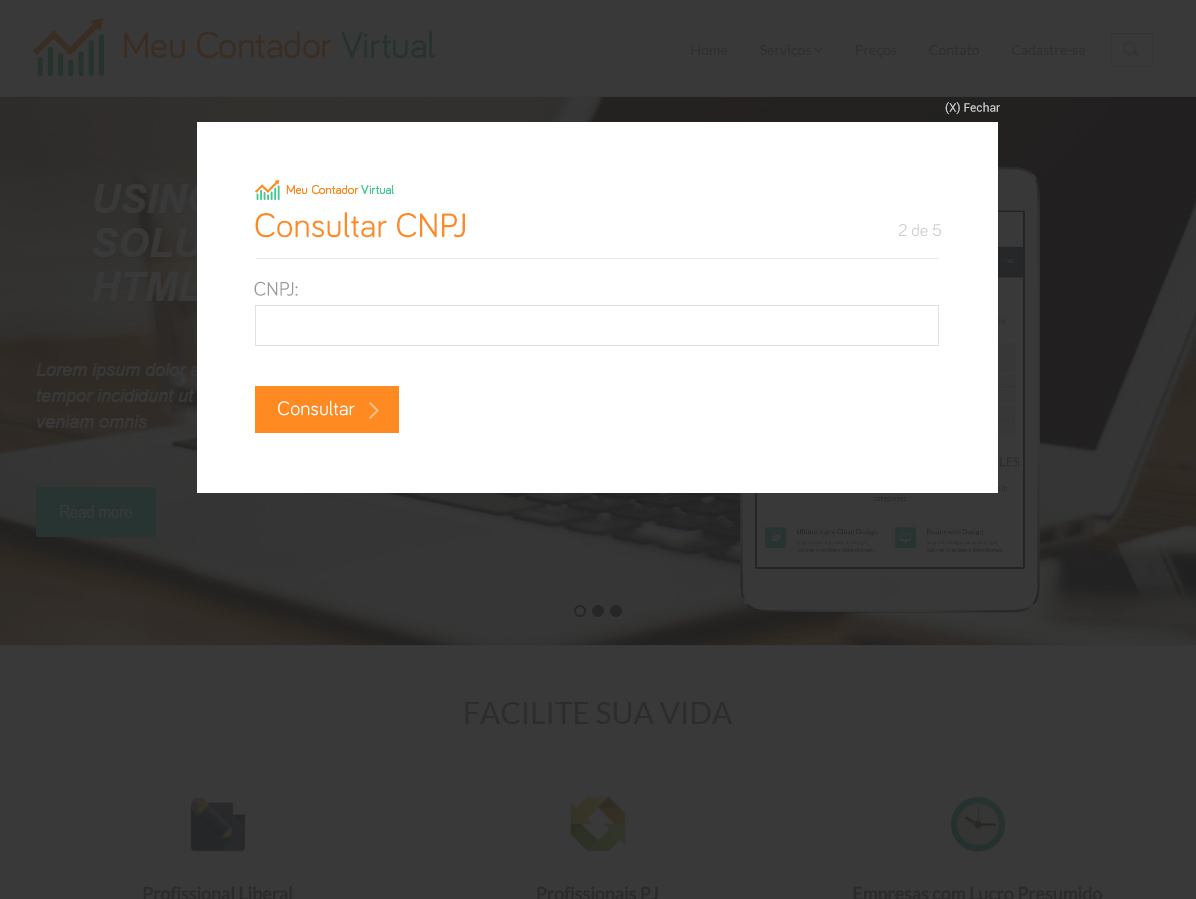 Meu Contador Virtual
Home
Serviços
Preços
Contato
Cadastre-se
(X) Fechar
Meu Contador Virtual
Consultar CNPJ
2 de 5
CNPJ:
Consultar
USING
SOLU
HTML
Lorem ipsum dolor a
tempor incididunt ut
veniam omnis
Read more
LES
FACILITE SUA VIDA
Profissional Liberal
Profissionais PJ
Empresas com Lucro Presumido